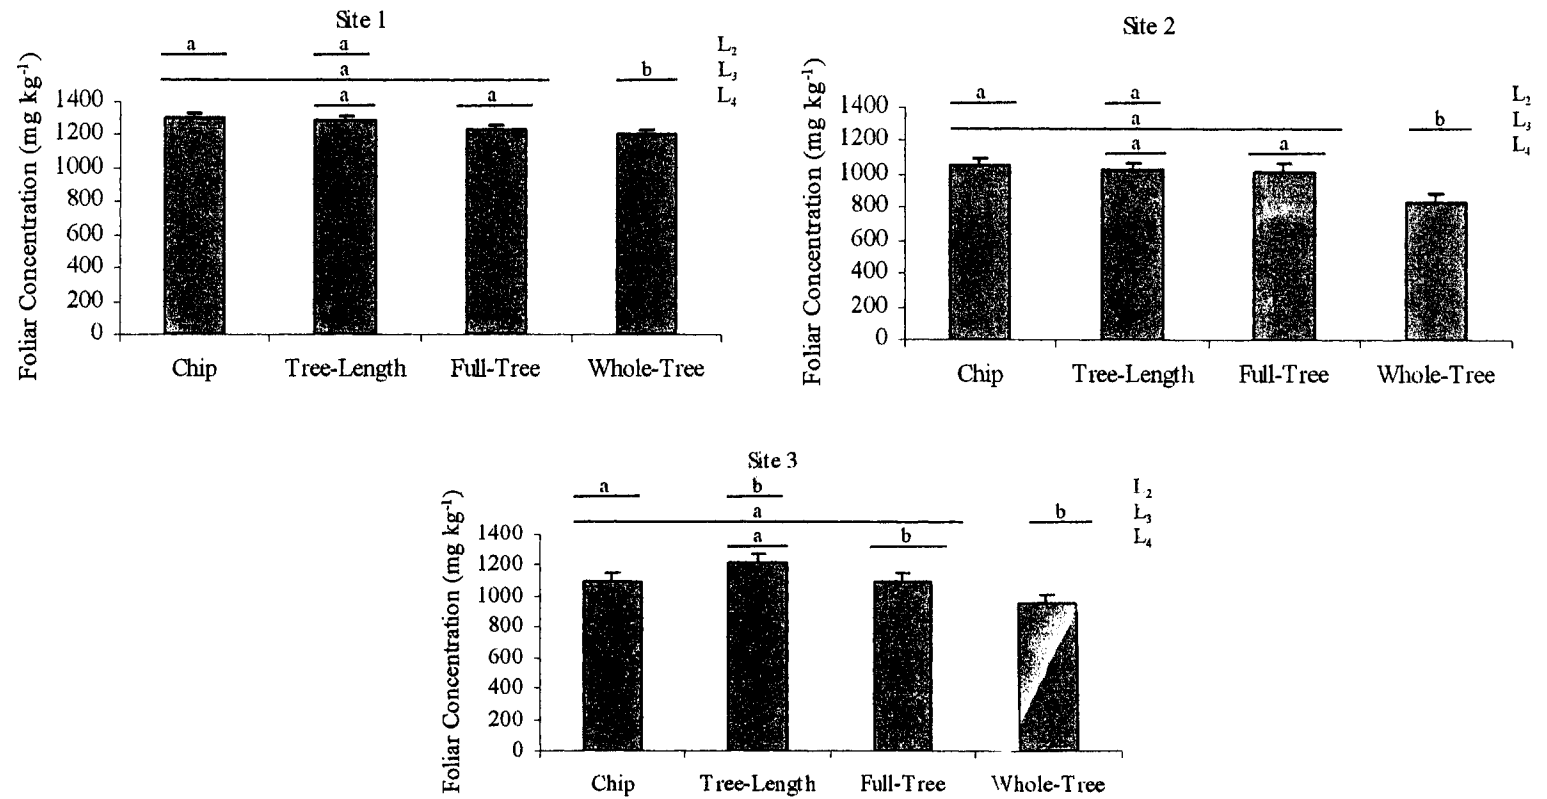 Site 1
Foliar Concentration (mg kg-1)
a a L2
a b L3
a a L4
1400
1200
1000
800
600
400
200
0
Chip Tree-Length Full-Tree Whole-Tree
Site 2
Foliar Concentration (mg kg-1)
a a L2
a b L3
a a L4
1400
1200
1000
800
600
400
200
0
Chip Tree-Length Full-Tree Whole-Tree
Site 3
Foliar Concentration (mg kg-1)
a b L2
a b L3
a b L4
1400
1200
1000
800
600
400
200
0
Chip Tree-Length Full-Tree Whole-Tree